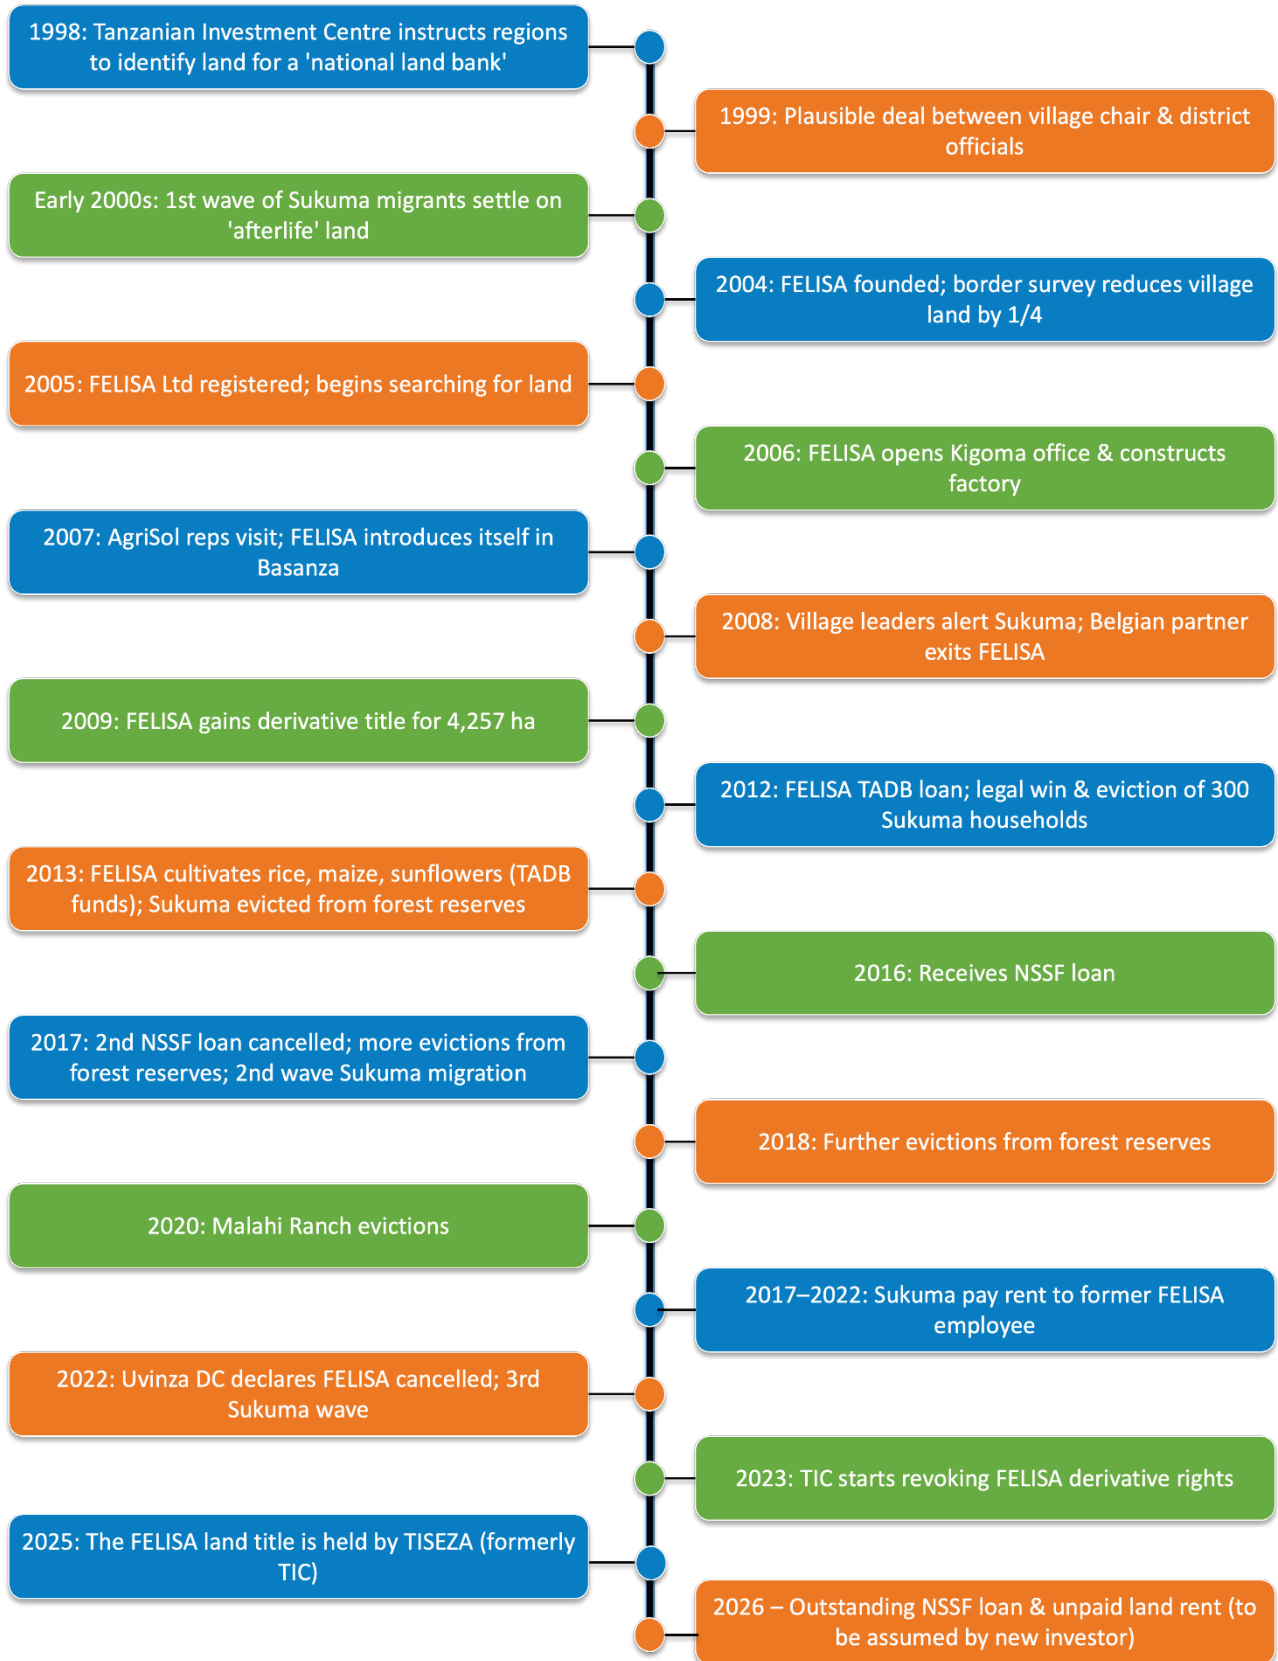 1998: Tanzanian Investment Centre instructs regions
to identify land for a 'national land bank'
1999: Plausible deal between village chair & district
officials
Early 2000s: 1st wave of Sukuma migrants settle on
'afterlife' land
2004: FELISA founded; border survey reduces village
land by 1/4
2005: FELISA Ltd registered; begins searching for land
2006: FELISA opens Kigoma office & constructs
factory
2007: AgriSol reps visit; FELISA introduces itself in
Basanza
2008: Village leaders alert Sukuma; Belgian partner
exits FELISA
2009: FELISA gains derivative title for 4,257 ha
2012: FELISA TADB loan; legal win & eviction of 300
Sukuma households
2013: FELISA cultivates rice, maize, sunflowers (TADB
funds); Sukuma evicted from forest reserves
2016: Receives NSSF loan
2017: 2nd NSSF loan cancelled; more evictions from
forest reserves; 2nd wave Sukuma migration
2018: Further evictions from forest reserves
2020: Malahi Ranch evictions
2017–2022: Sukuma pay rent to former FELISA
employee
2022: Uvinza DC declares FELISA cancelled; 3rd
Sukuma wave
2023: TIC starts revoking FELISA derivative rights
2025: The FELISA land title is held by TISEZA (formerly
TIC)
2026 – Outstanding NSSF loan & unpaid land rent (to
be assumed by new investor)